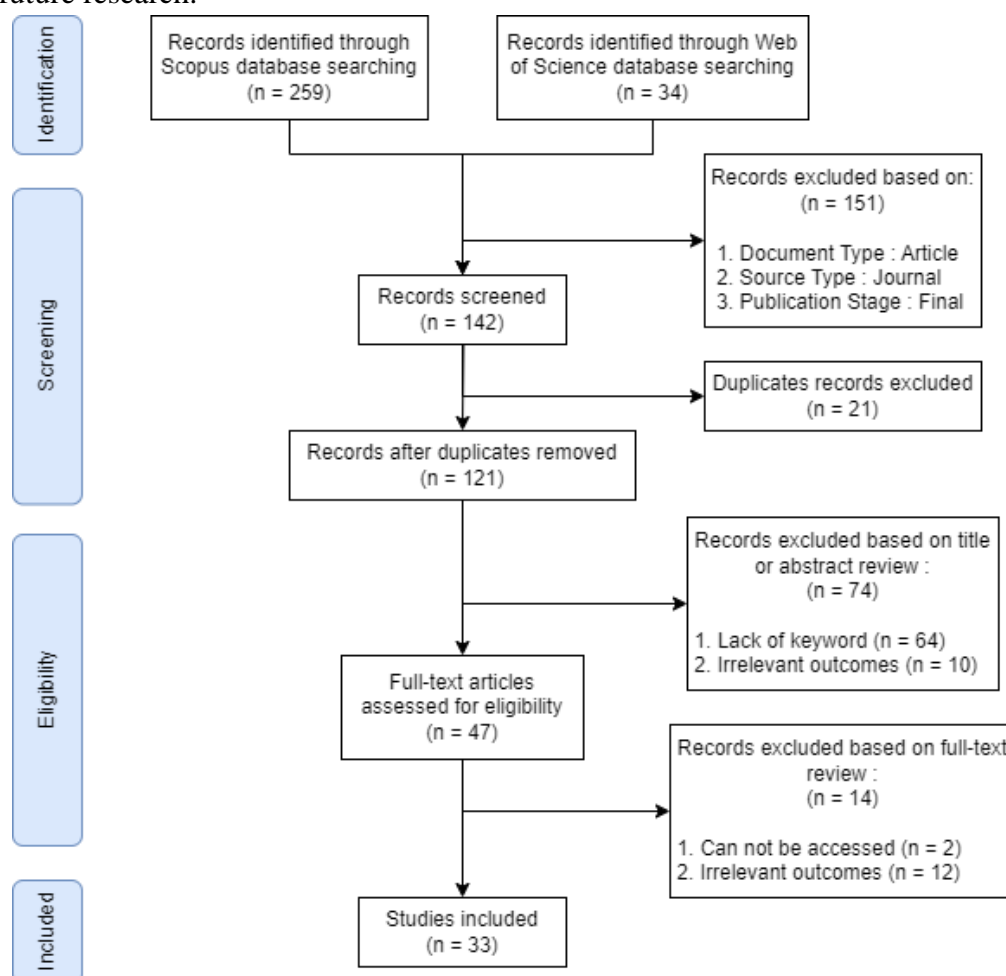 future research.
Identification
Records identified through
Scopus database searching
(n = 259)
Records identified through Web
of Science database searching
(n = 34)
Records excluded based on:
(n = 151)
1. Document Type : Article
2. Source Type : Journal
3. Publication Stage : Final
Screening
Records screened
(n = 142)
Duplicates records excluded
(n = 21)
Records after duplicates removed
(n = 121)
Eligibility
Records excluded based on title
or abstract review :
(n = 74)
1. Lack of keyword (n = 64)
2. Irrelevant outcomes (n = 10)
Full-text articles
assessed for eligibility
(n = 47)
Records excluded based on full-text
review :
(n = 14)
1. Can not be accessed (n = 2)
2. Irrelevant outcomes (n = 12)
Included
Studies included
(n = 33)